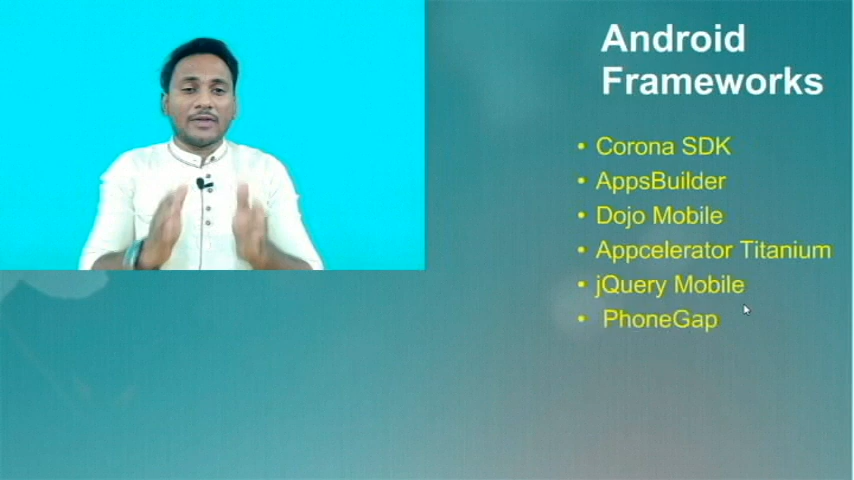 Android
Frameworks
• Corona SDK
• AppsBuilder
• Dojo Mobile
• Appcelerator Titanium
• jQuery Mobile
• PhoneGap